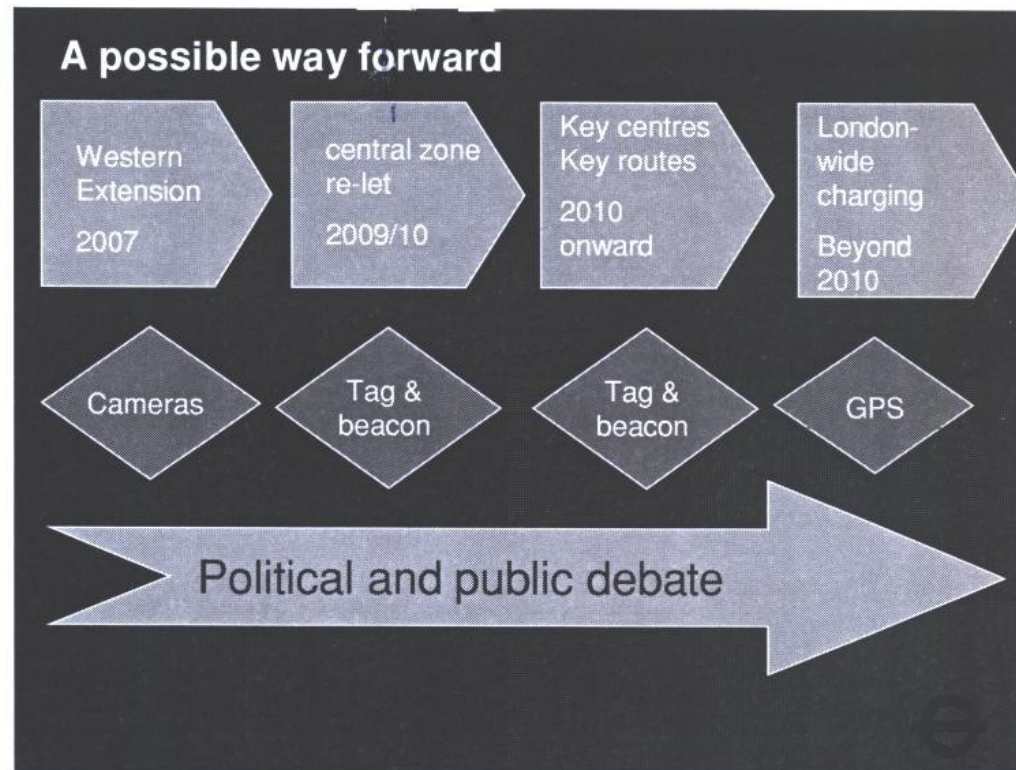 A possible way forward
Western
Extension
2007
central zone
re-let
2009/10
Key centres
Key routes
2010
onward
London-
wide
charging
Beyond
2010
Cameras
Tag &
beacon
Tag &
beacon
GPS
Political and public debate